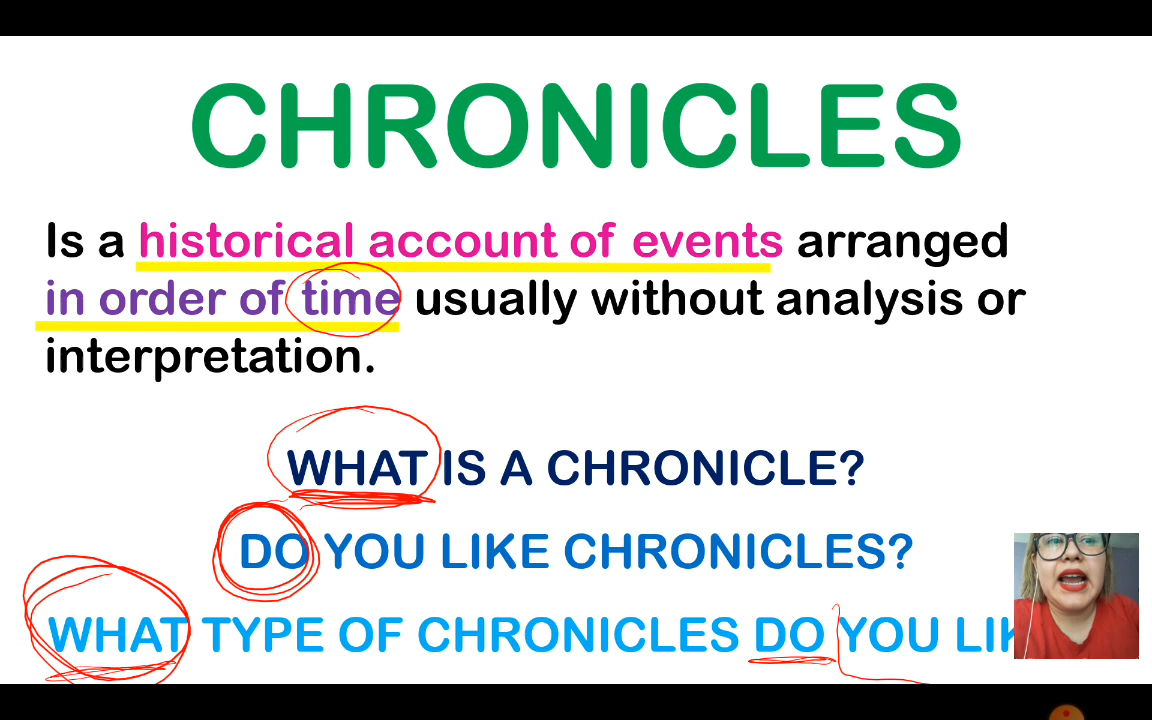 CHRONICLES
Is a historical account of events arranged
in order of time usually without analysis or
interpretation.
WHAT IS A CHRONICLE?
DO YOU LIKE CHRONICLES?
WHAT TYPE OF CHRONICLES DO YOU